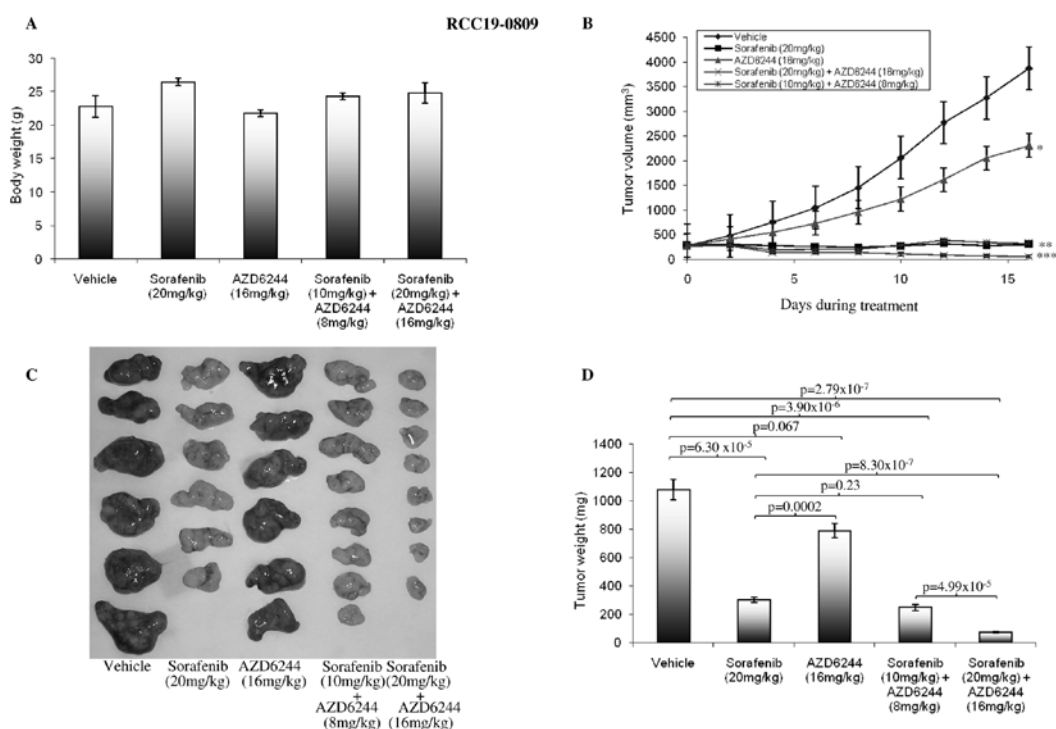 A
RCC19-0809
Body weight (g)
30
25
20
15
10
5
0
Vehicle
Sorafenib
(20mg/kg)
AZD6244
(16mg/kg)
Sorafenib
(10mg/kg) +
AZD6244
(8mg/kg)
Sorafenib
(20mg/kg) +
AZD6244
(16mg/kg)
B
Tumor volume (mm3)
4500
4000
3500
3000
2500
2000
1500
1000
500
0
Vehicle
Sorafenib (20mg/kg)
AZD6244 (16mg/kg)
Sorafenib (20mg/kg) + AZD6244 (16mg/kg)
Sorafenib (10mg/kg) + AZD6244 (8mg/kg)
*
**
***
0
5
10
15
Days during treatment
C
Vehicle
Sorafenib
(20mg/kg)
AZD6244
(16mg/kg)
Sorafenib
(10mg/kg)
+
AZD6244
(8mg/kg)
Sorafenib
(20mg/kg)
+
AZD6244
(16mg/kg)
D
p=2.79x10-7
p=3.90x10-6
p=0.067
p=6.30 x10-5
p=8.30x10-7
p=0.23
p=0.0002
p=4.99x10-5
Tumor weight (mg)
1400
1200
1000
800
600
400
200
0
Vehicle
Sorafenib
(20mg/kg)
AZD6244
(16mg/kg)
Sorafenib
(10mg/kg) +
AZD6244
(8mg/kg)
Sorafenib
(20mg/kg) +
AZD6244
(16mg/kg)